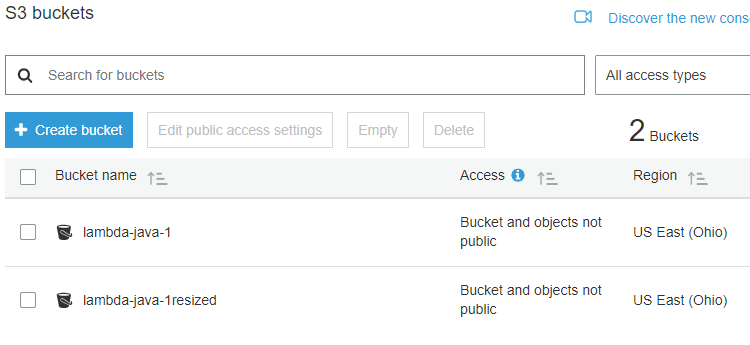 S3 buckets
Discover the new
Search for buckets
All access types
Create bucket
Edit public access settings
Empty
Delete
2 Buckets
Bucket name
Access
Region
lambda-java-1
Bucket and objects not
public
US East (Ohio)
lambda-java-1resized
Bucket and objects not
public
US East (Ohio)